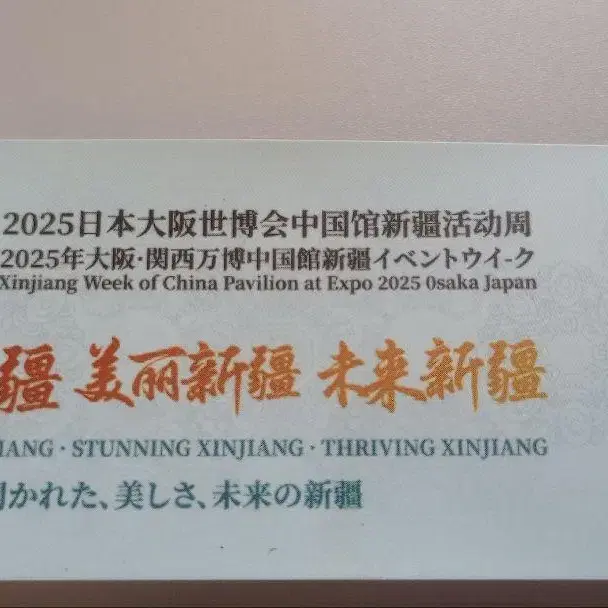 2025日本大阪世博会中国馆新疆活动周
2025年大阪·関西万博中国館新疆イベントウイ-ク
Xinjiang Week of China Pavilion at Expo 2025 0saka Japan
疆 美丽新疆 未来新疆
IANG · STUNNING XINJIANG · THRIVING XINJIANG
かれた、美しさ、未来の新疆